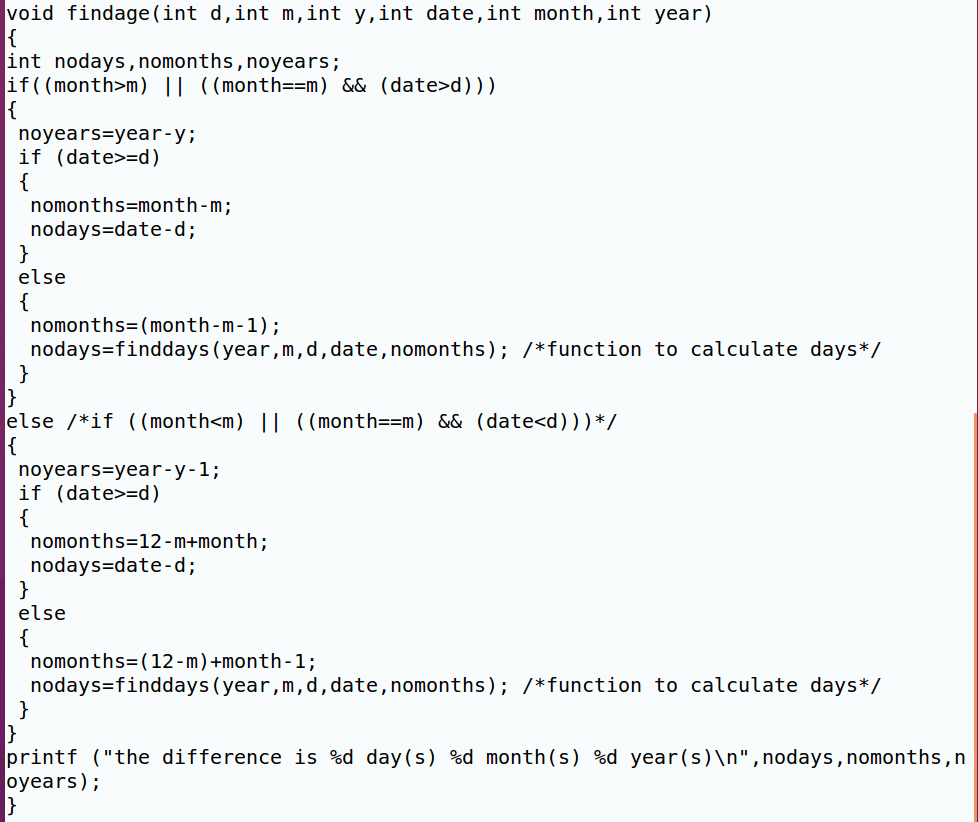 void findage(int d,int m,int y,int date,int month,int year)
{
int nodays,nomonths,noyears;
if((month>m) || ((month==m) && (date>d)))
{
 noyears=year-y;
 if (date>=d)
 {
  nomonths=month-m;
  nodays=date-d;
 }
 else
 {
  nomonths=(month-m-1);
  nodays=finddays(year,m,d,date,nomonths); /*function to calculate days*/
 }
}
else /*if ((month<m) || ((month==m) && (date<d)))*/
{
 noyears=year-y-1;
 if (date>=d)
 {
  nomonths=12-m+month;
  nodays=date-d;
 }
 else
 {
  nomonths=(12-m)+month-1;
  nodays=finddays(year,m,d,date,nomonths); /*function to calculate days*/
 }
}
printf ("the difference is %d day(s) %d month(s) %d year(s)\n",nodays,nomonths,n
oyears);
}